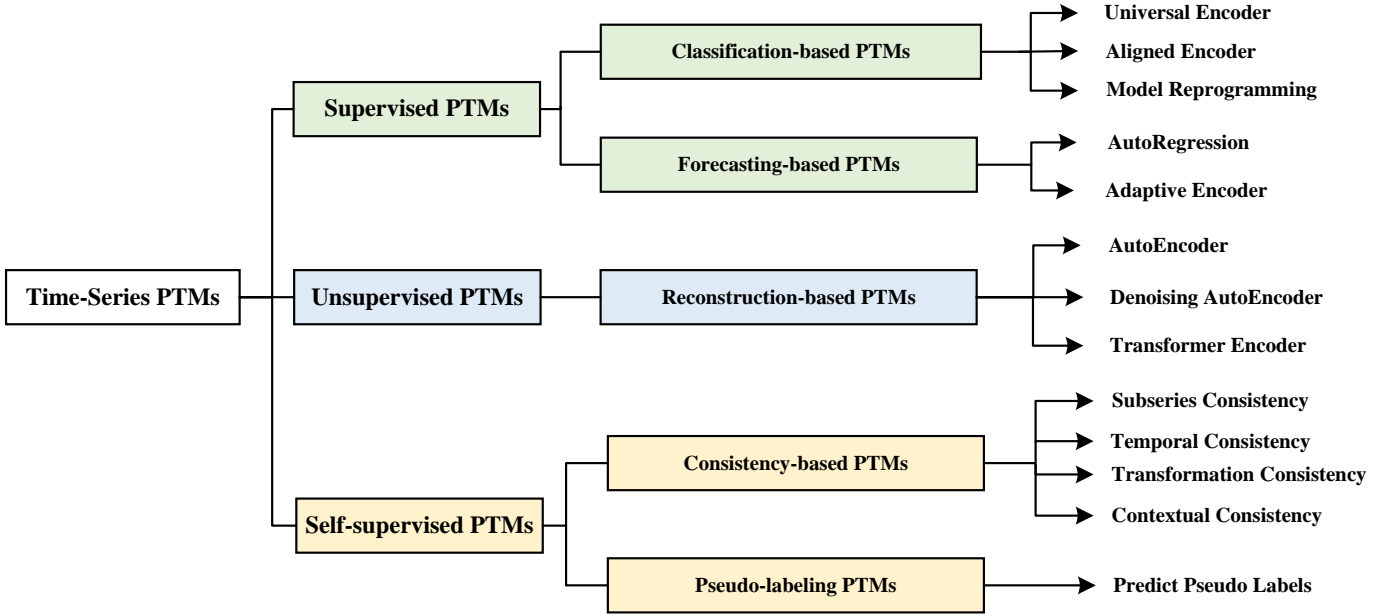 Time-Series PTMs
Supervised PTMs
Classification-based PTMs
Universal Encoder
Aligned Encoder
Model Reprogramming
Forecasting-based PTMs
AutoRegression
Adaptive Encoder
Unsupervised PTMs
Reconstruction-based PTMs
AutoEncoder
Denoising AutoEncoder
Transformer Encoder
Self-supervised PTMs
Consistency-based PTMs
Subseries Consistency
Temporal Consistency
Transformation Consistency
Contextual Consistency
Pseudo-labeling PTMs
Predict Pseudo Labels